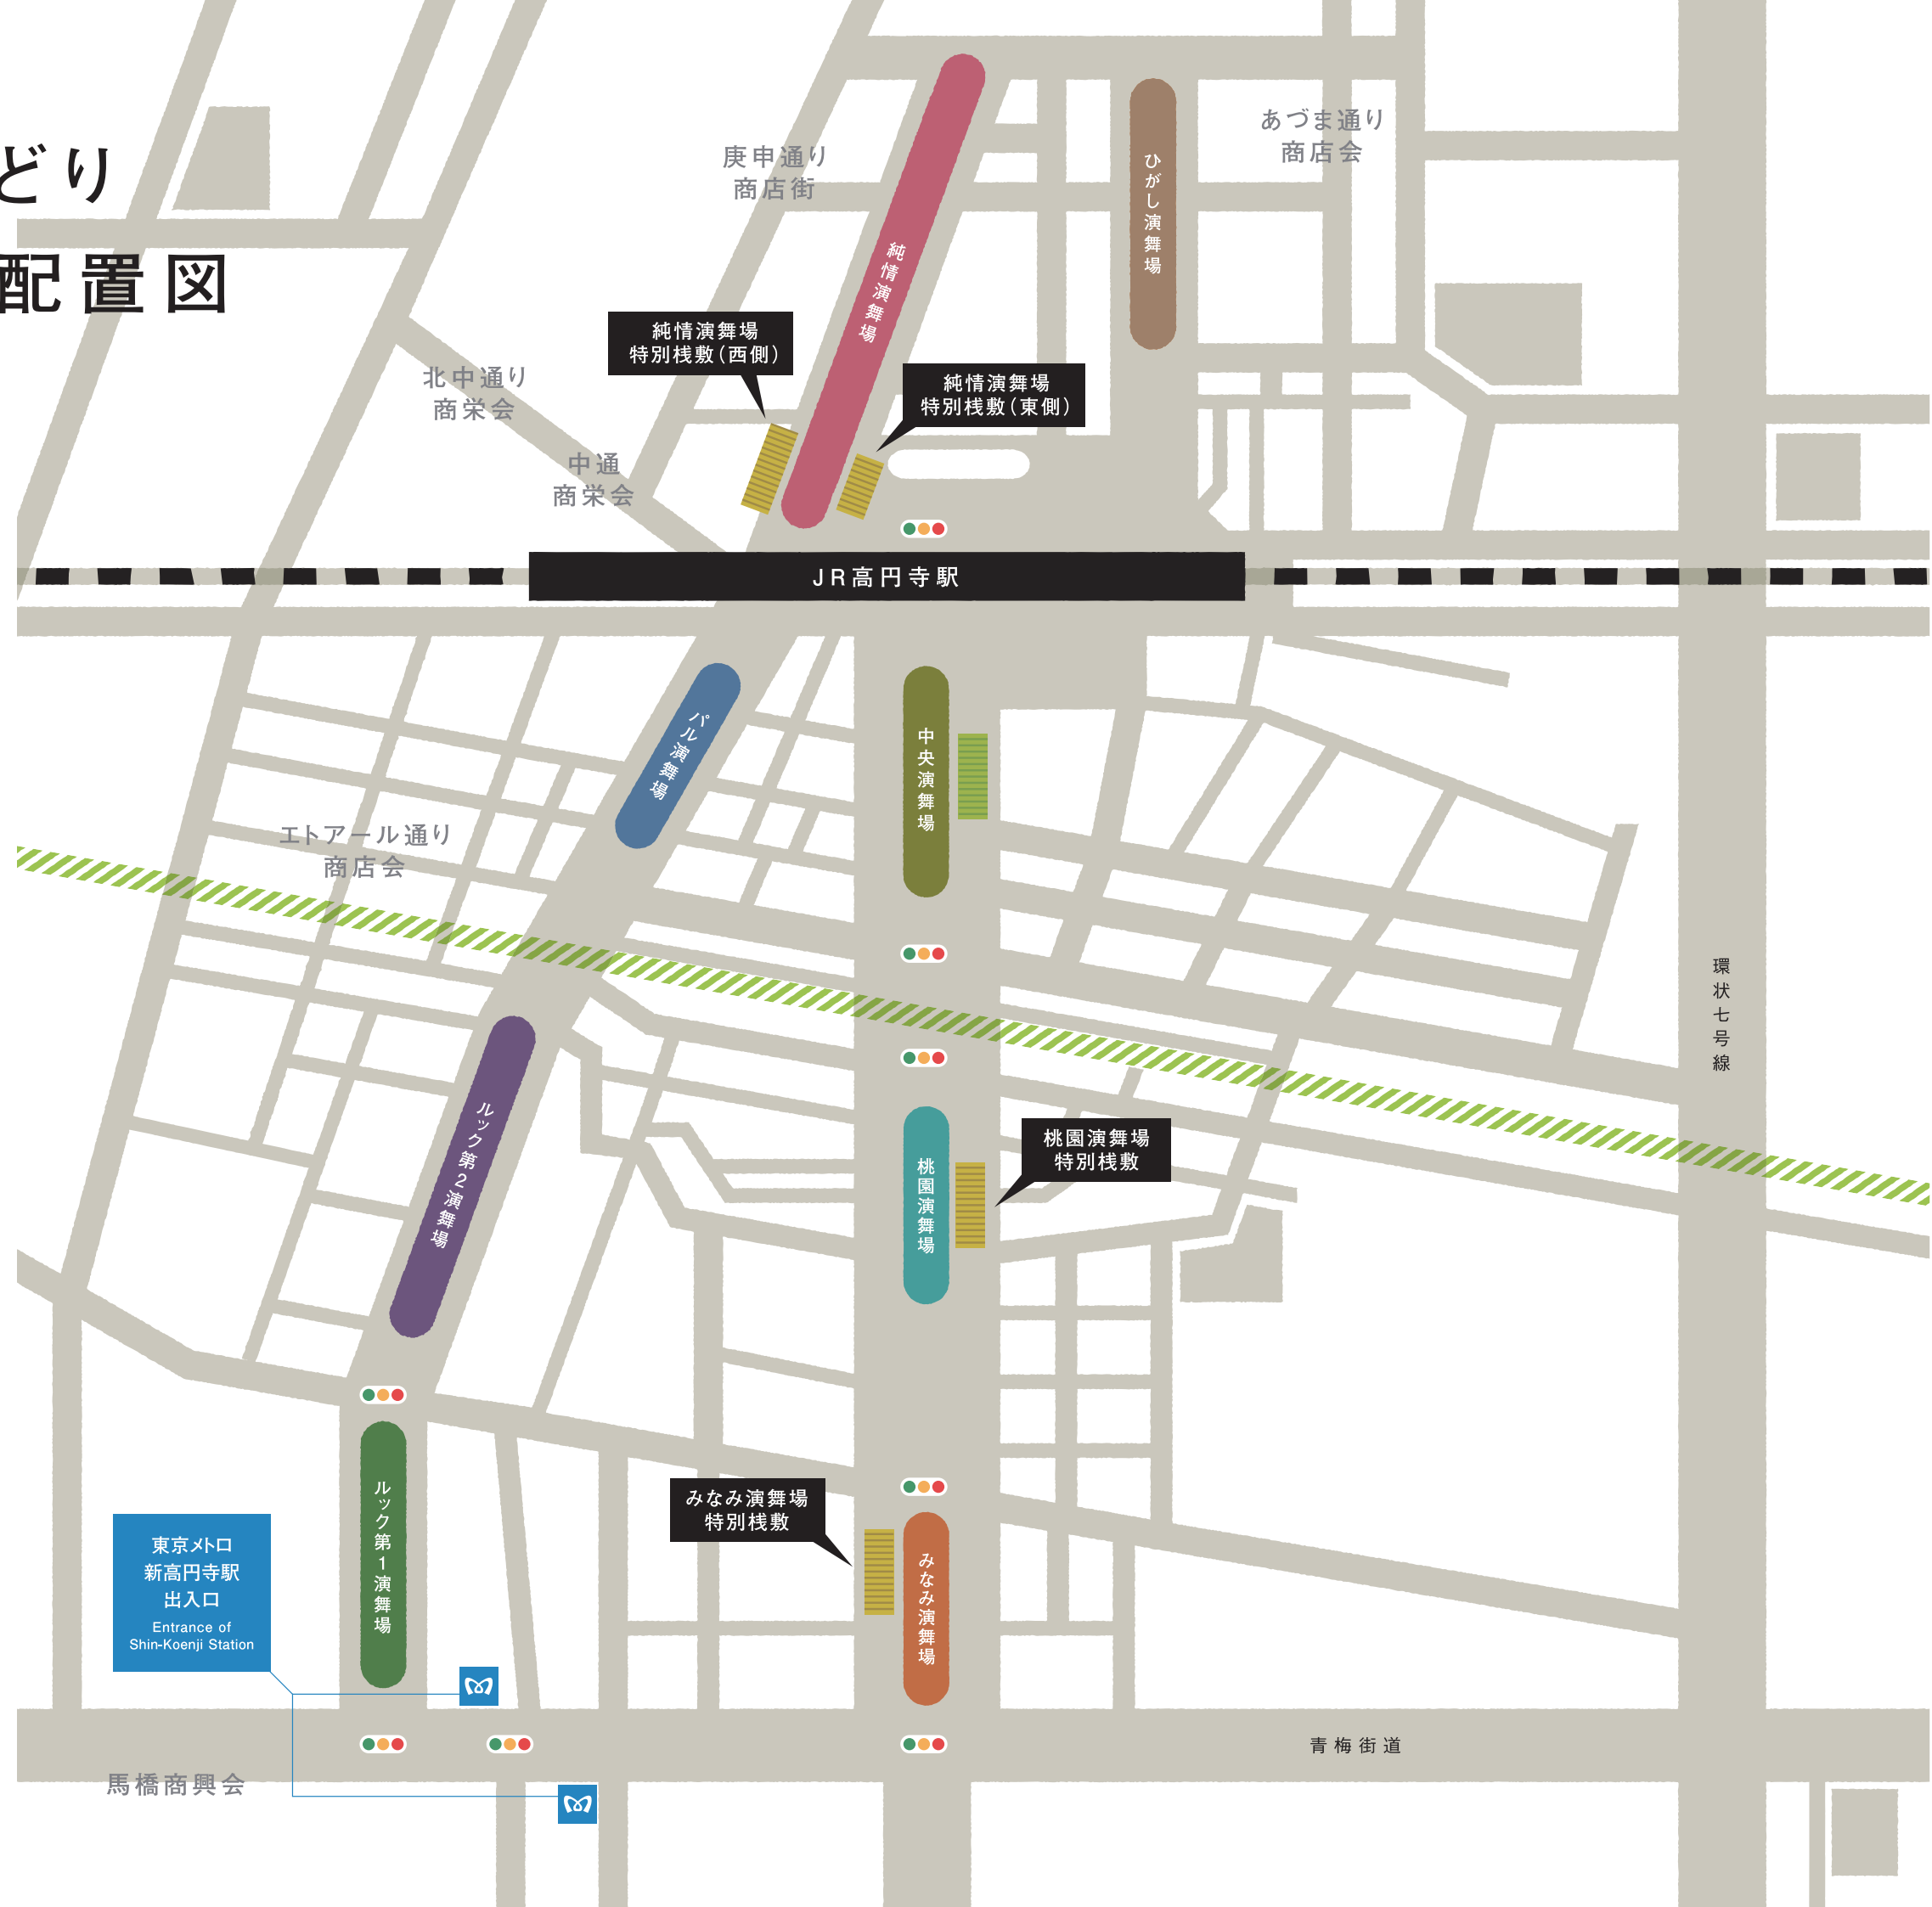 どり
配置図
庚申通り
商店街
あづま通り
商店会
ひがし演舞場
純情演舞場
純情演舞場
特別桟敷（西側）
純情演舞場
特別桟敷（東側）
北中通り
商栄会
中通
商栄会
JR高円寺駅
パル演舞場
中央演舞場
エトアール通り
商店会
環状七号線
ルック第2演舞場
桃園演舞場
桃園演舞場
特別桟敷
みなみ演舞場
特別桟敷
ルック第1演舞場
みなみ演舞場
東京メトロ
新高円寺駅
出入口
Entrance of
Shin-Koenji Station
青梅街道
馬橋商興会